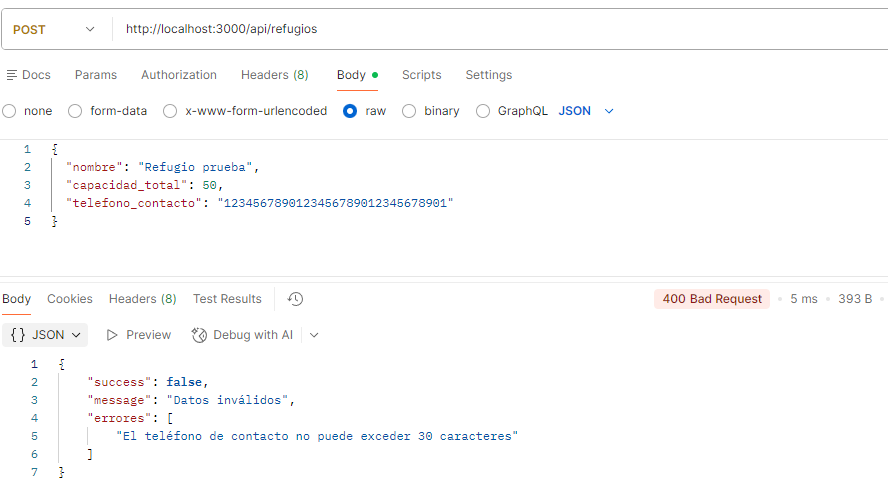 POST http://localhost:3000/api/refugios
Docs Params Authorization Headers (8) Body Scripts Settings
none form-data x-www-form-urlencoded raw binary GraphQL JSON
1 {
2 "nombre": "Refugio prueba",
3 "capacidad_total": 50,
4 "telefono_contacto": "1234567890123456789012345678901"
5 }
Body Cookies Headers (8) Test Results 400 Bad Request • 5 ms • 393 B •
{} JSON Preview Debug with AI
1 {
2 "success": false,
3 "message": "Datos inválidos",
4 "errores": [
5 "El teléfono de contacto no puede exceder 30 caracteres"
6 ]
7 }